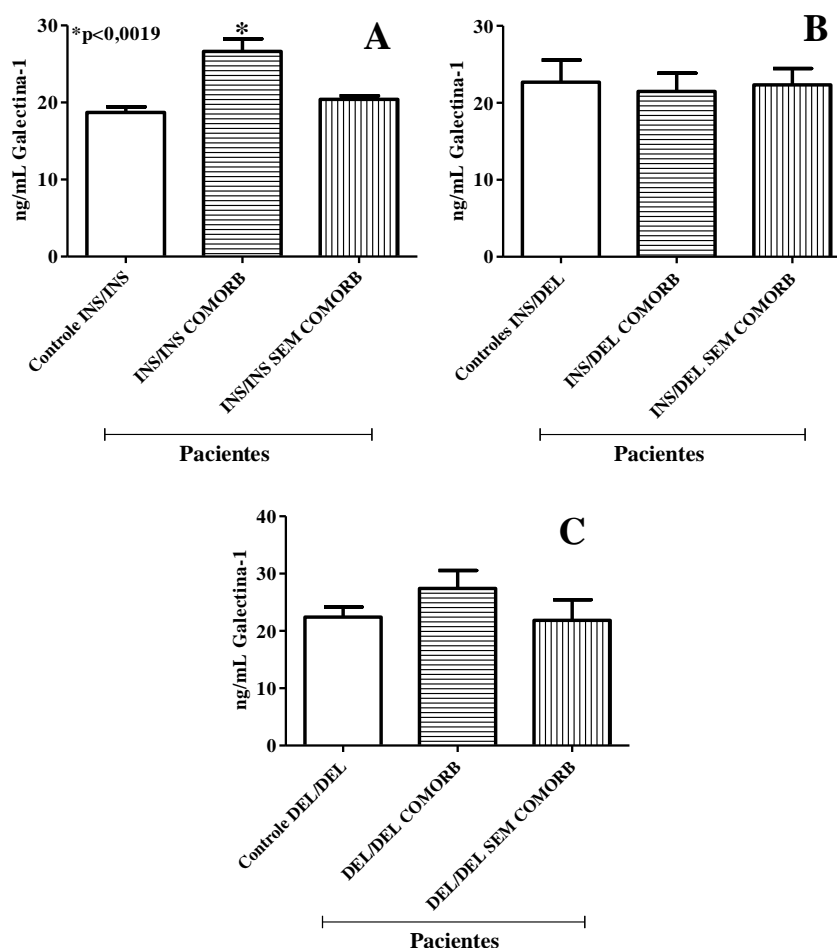 A
*p<0,0019
*
ng/mL Galectina-1
30
20
10
0
Controle INS/INS
INS/INS COMORB
INS/INS SEM COMORB
Pacientes
B
ng/mL Galectina-1
30
20
10
0
Controles INS/DEL
INS/DEL COMORB
INS/DEL SEM COMORB
Pacientes
C
ng/mL Galectina-1
40
30
20
10
0
Controle DEL/DEL
DEL/DEL COMORB
DEL/DEL SEM COMORB
Pacientes